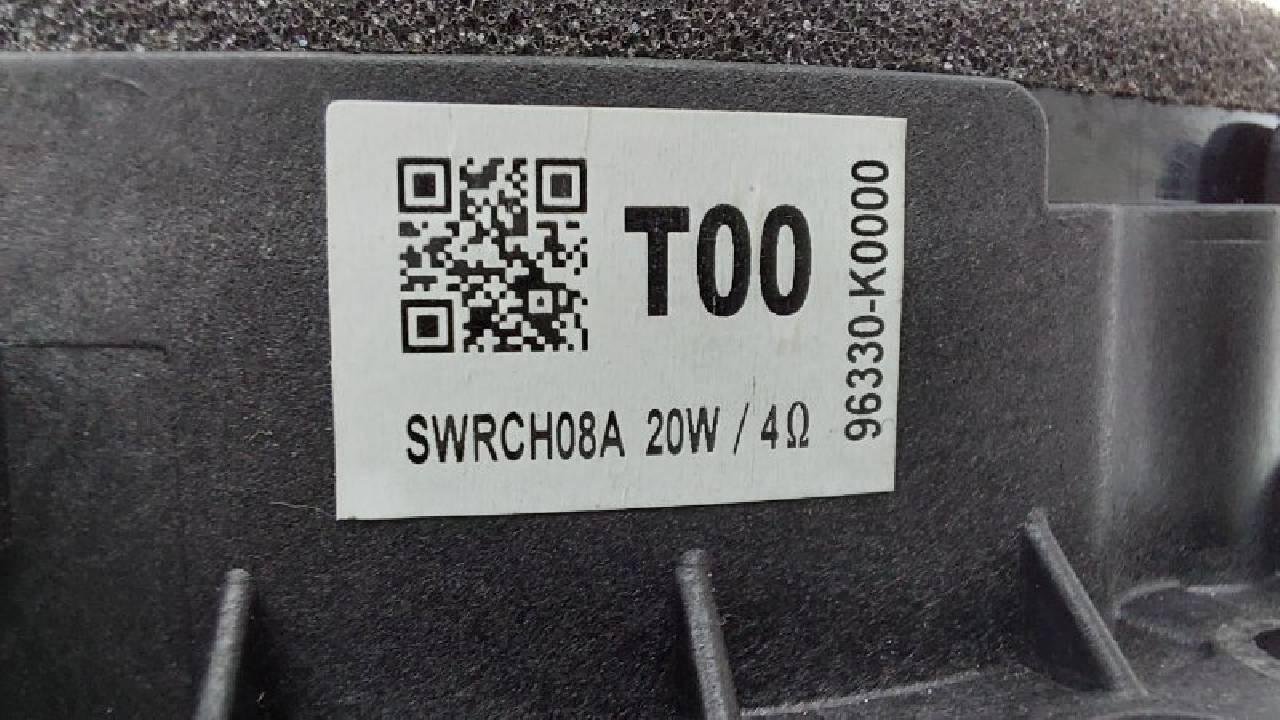 T00
96330-K0000
SWRCH08A 20W / 4Ω